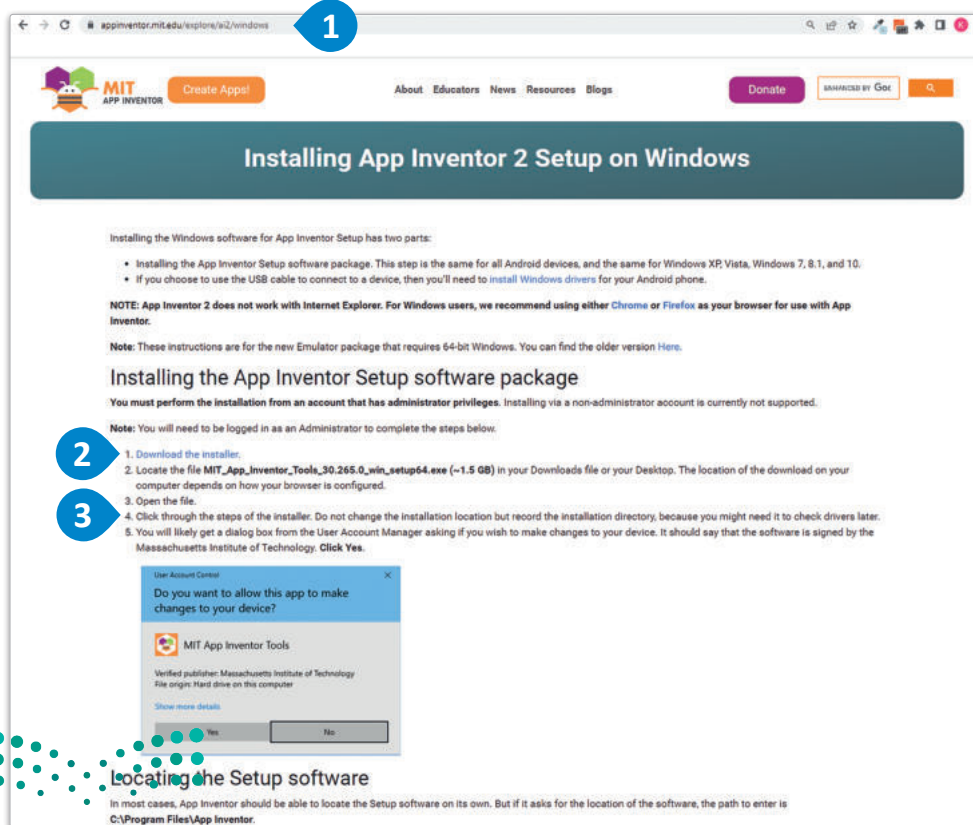 appinventor.mit.edu/explore/ai2/windows
1
MIT
APP INVENTOR
Create Apps!
About Educators News Resources Blogs
Donate
ENHANCED BY
Installing App Inventor 2 Setup on Windows
Installing the Windows software for App Inventor Setup has two parts:
• Installing the App Inventor Setup software package. This step is the same for all Android devices, and the same for Windows XP, Vista, Windows 7, 8.1, and 10.
• If you choose to use the USB cable to connect to a device, then you'll need to install Windows drivers for your Android phone.
NOTE: App Inventor 2 does not work with Internet Explorer. For Windows users, we recommend using either Chrome or Firefox as your browser for use with App
Inventor.
Note: These instructions are for the new Emulator package that requires 64-bit Windows. You can find the older version Here.
Installing the App Inventor Setup software package
You must perform the installation from an account that has administrator privileges. Installing via a non-administrator account is currently not supported.
Note: You will need to be logged in as an Administrator to complete the steps below.
2
1. Download the installer.
2. Locate the file MIT_App_Inventor_Tools_30.265.0_win_setup64.exe (~1.5 GB) in your Downloads file or your Desktop. The location of the download on your
computer depends on how your browser is configured.
3. Open the file.
3
4. Click through the steps of the installer. Do not change the installation location but record the installation directory, because you might need it to check drivers later.
5. You will likely get a dialog box from the User Account Manager asking if you wish to make changes to your device. It should say that the software is signed by the
Massachusetts Institute of Technology. Click Yes.
User Account Control
Do you want to allow this app to make
changes to your device?
MIT App Inventor Tools
Verified publisher: Massachusetts Institute of Technology
File origin: Hard drive on this computer
Show more details
Yes No
Locating the Setup software
In most cases, App Inventor should be able to locate the Setup software on its own. But if it asks for the location of the software, the path to enter is
C:\Program Files\App Inventor.